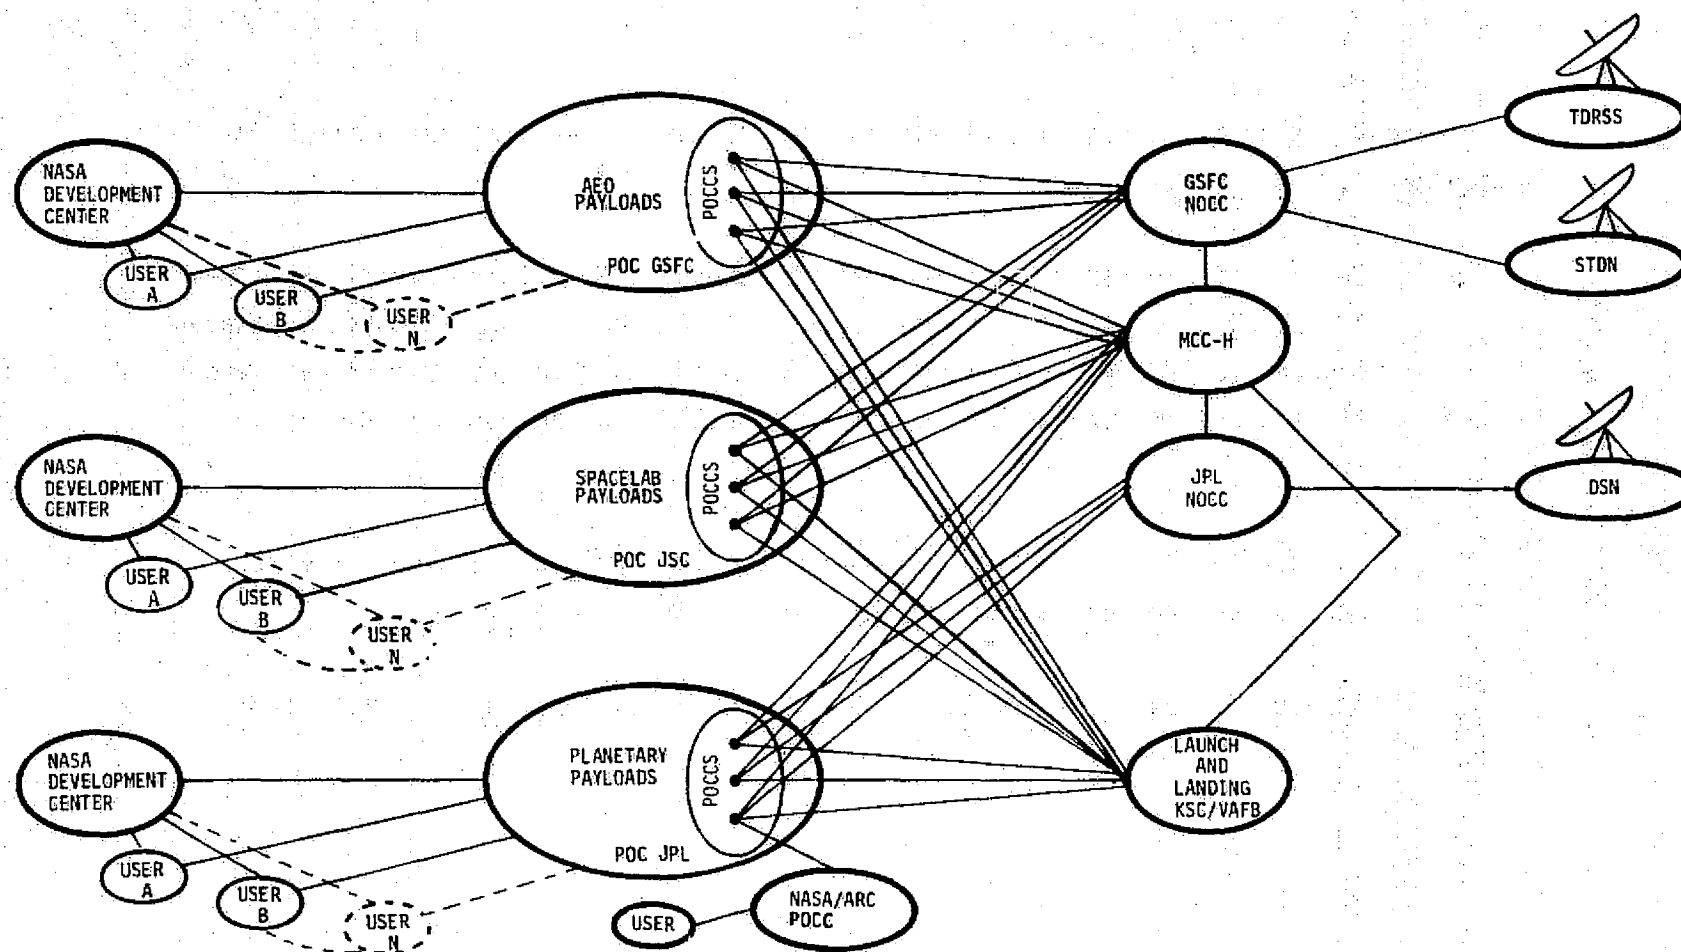 NASA
DEVELOPMENT
CENTER
USER
A
USER
B
USER
N
AEO
PAYLOADS
POCCS
POC GSFC
GSFC
NOCC
TDRSS
STDN
MCC-H
NASA
DEVELOPMENT
CENTER
USER
A
USER
B
USER
N
SPACELAB
PAYLOADS
POCCS
POC JSC
JPL
NOCC
DSN
NASA
DEVELOPMENT
CENTER
USER
A
USER
B
USER
N
PLANETARY
PAYLOADS
POCCS
POC JPL
LAUNCH
AND
LANDING
KSC/VAFB
USER
NASA/ARC
POCC